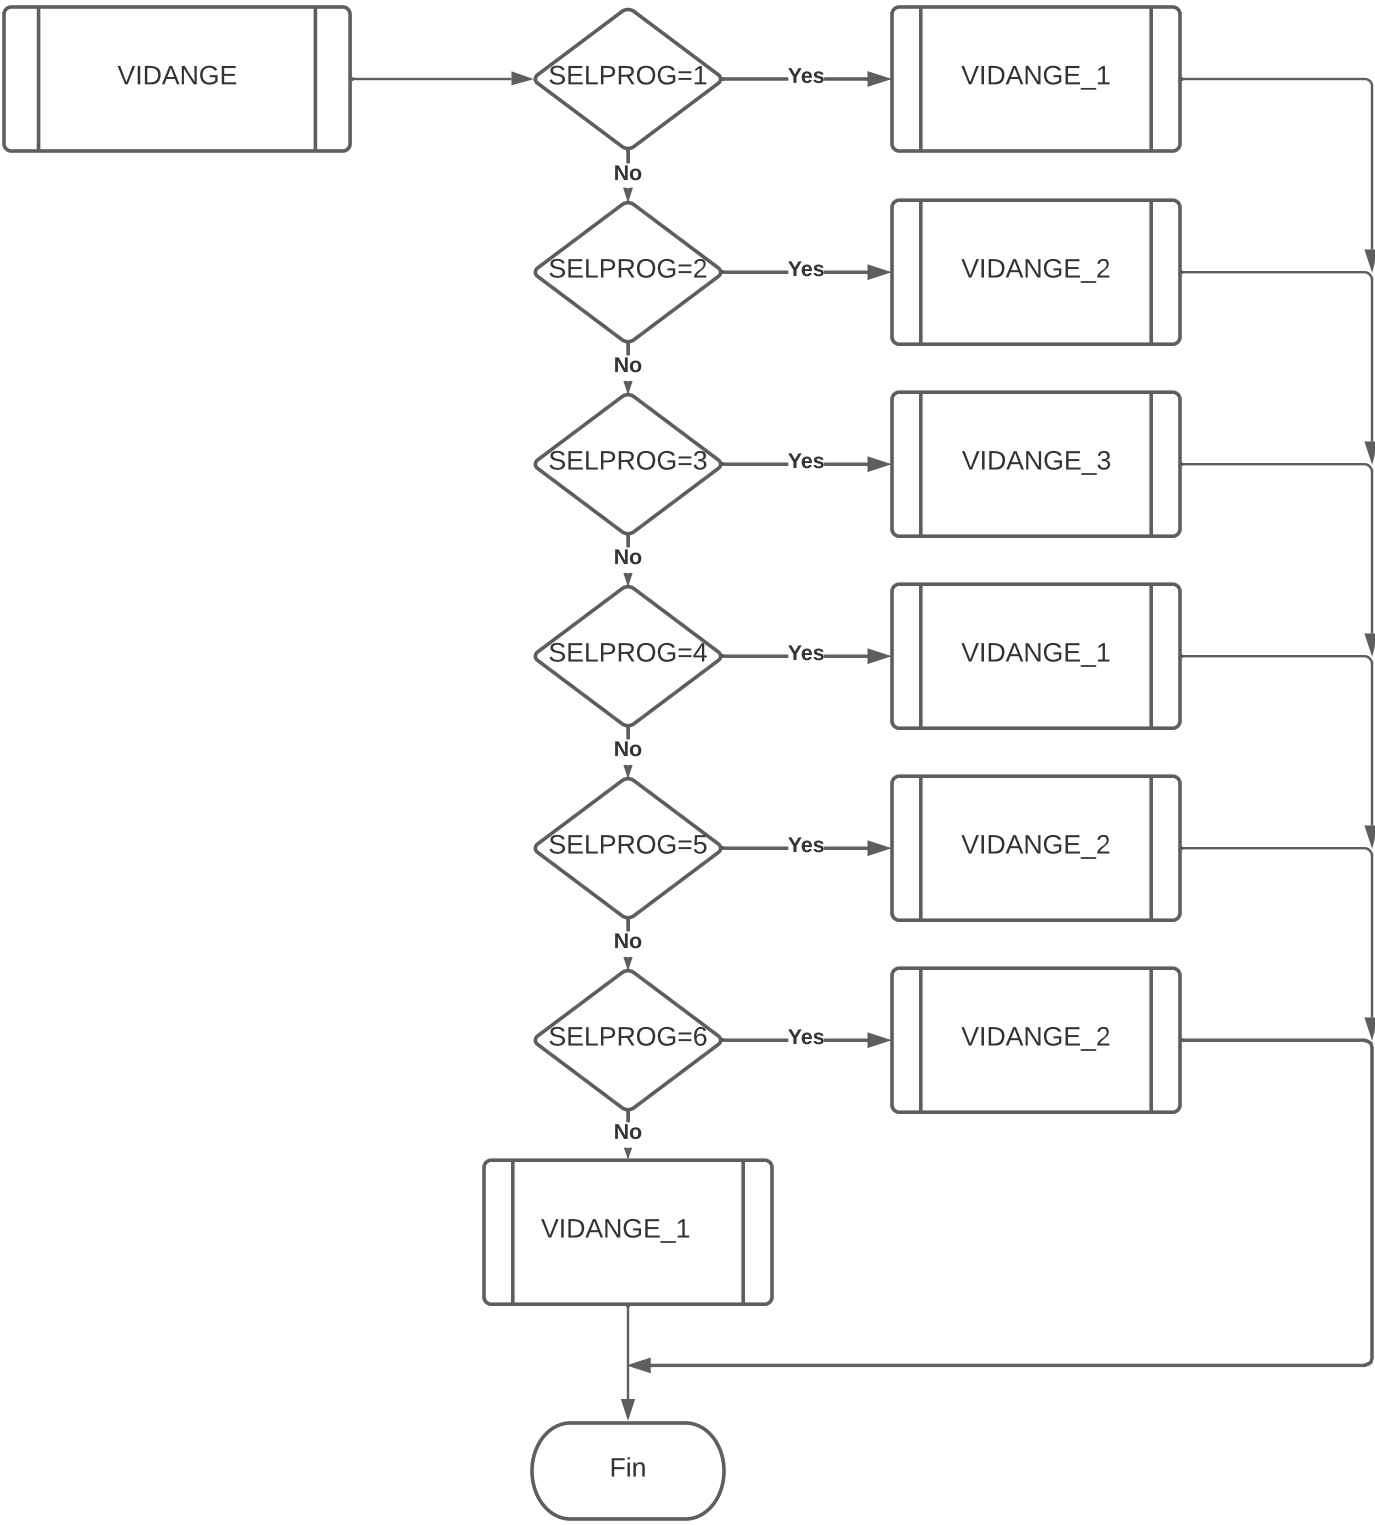 VIDANGE
SELPROG=1
Yes
VIDANGE_1
No
SELPROG=2
Yes
VIDANGE_2
No
SELPROG=3
Yes
VIDANGE_3
No
SELPROG=4
Yes
VIDANGE_1
No
SELPROG=5
Yes
VIDANGE_2
No
SELPROG=6
Yes
VIDANGE_2
No
VIDANGE_1
Fin